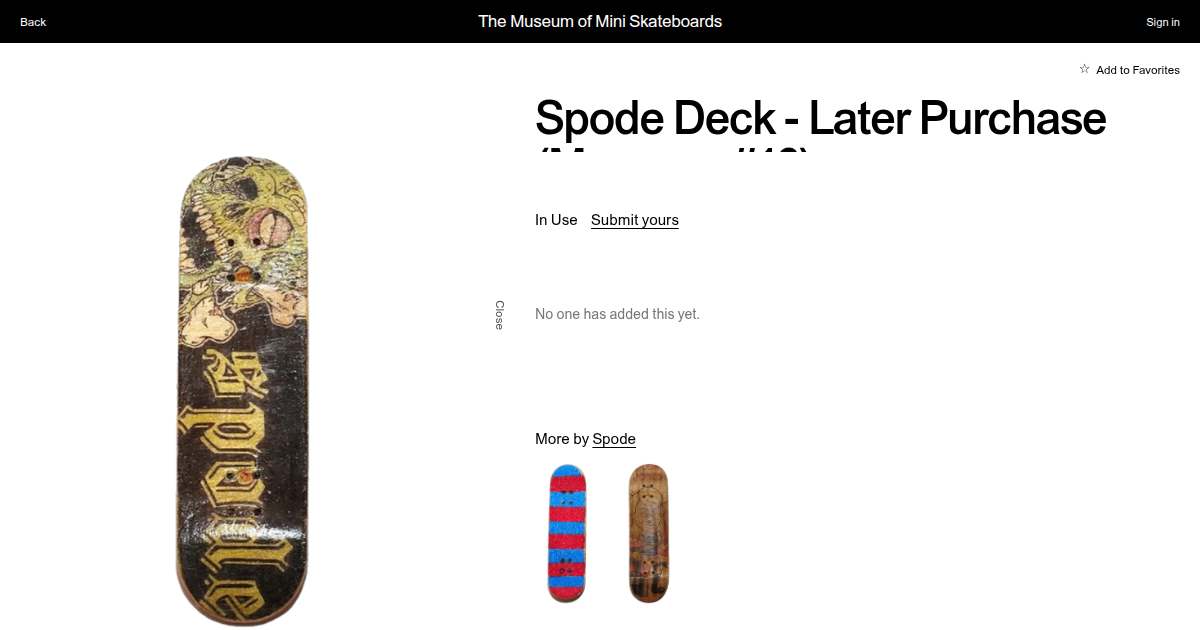 Back
The Museum of Mini Skateboards
Sign in
☆ Add to Favorites
Spode Deck - Later Purchase
In Use Submit yours
Close
No one has added this yet.
spode
More by Spode